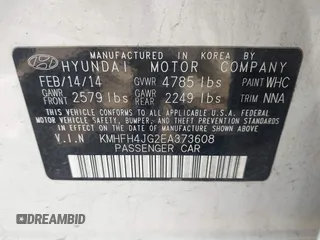 MANUFACTURED IN KOREA BY
HYUNDAI MOTOR COMPANY
FEB/14/14 GVWR 4785 lbs PAINT WHC
GAWR FRONT 2579 lbs GAWR REAR 2249 lbs TRIM NNA
THIS VEHICLE CONFORMS TO ALL APPLICABLE U.S.A. FEDERAL
MOTOR VEHICLE SAFETY, BUMPER, AND THEFT PREVENTION
STANDARDS IN EFFECT ON THE DATE OF MANUFACTURE SHOWN ABOVE.
V.I.N KMHFH4JG2EA373608
PASSENGER CAR
© DREAMBID
DREAMBID.COM